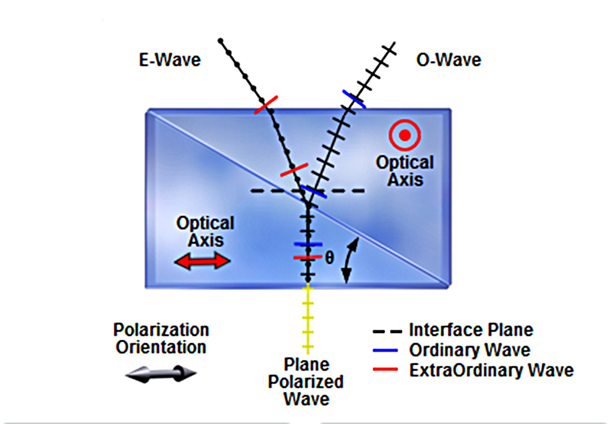 E-Wave
O-Wave
Optical
Axis
Optical
Axis
θ
Polarization
Orientation
Plane
Polarized
Wave
Interface Plane
Ordinary Wave
ExtraOrdinary Wave